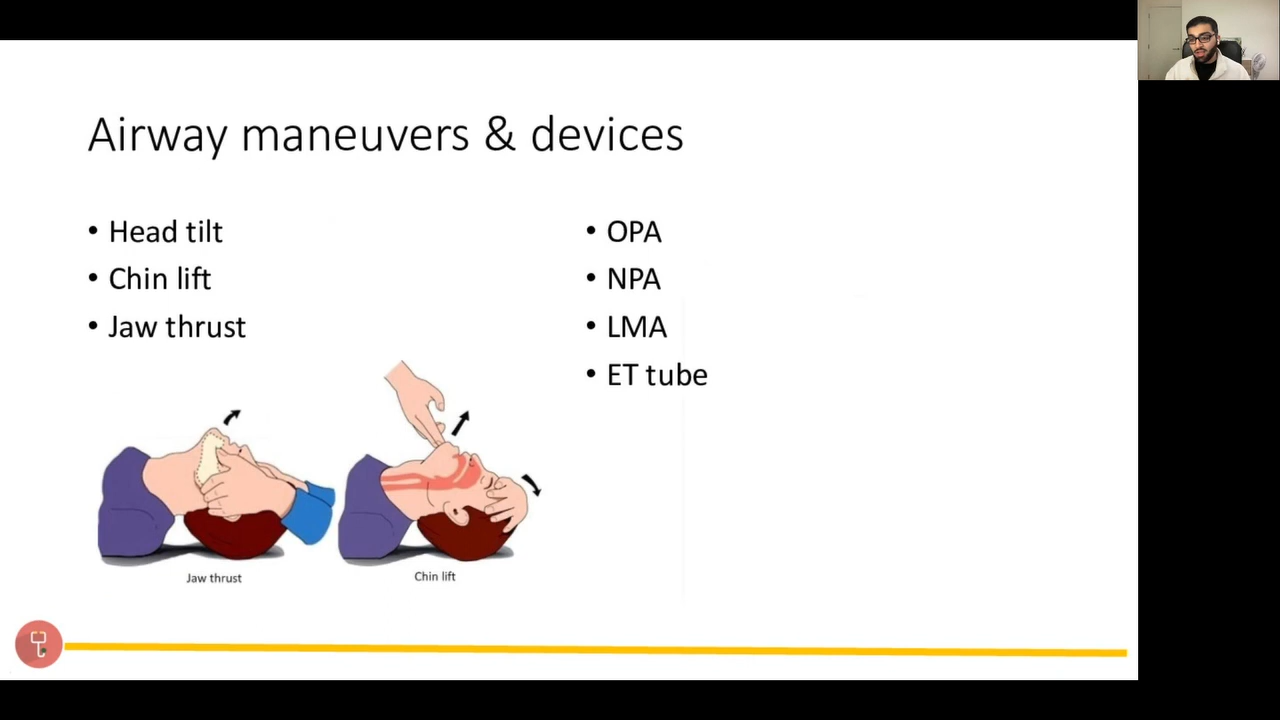 Airway maneuvers & devices
• Head tilt
• Chin lift
• Jaw thrust
• OPA
• NPA
• LMA
• ET tube
Jaw thrust
Chin lift